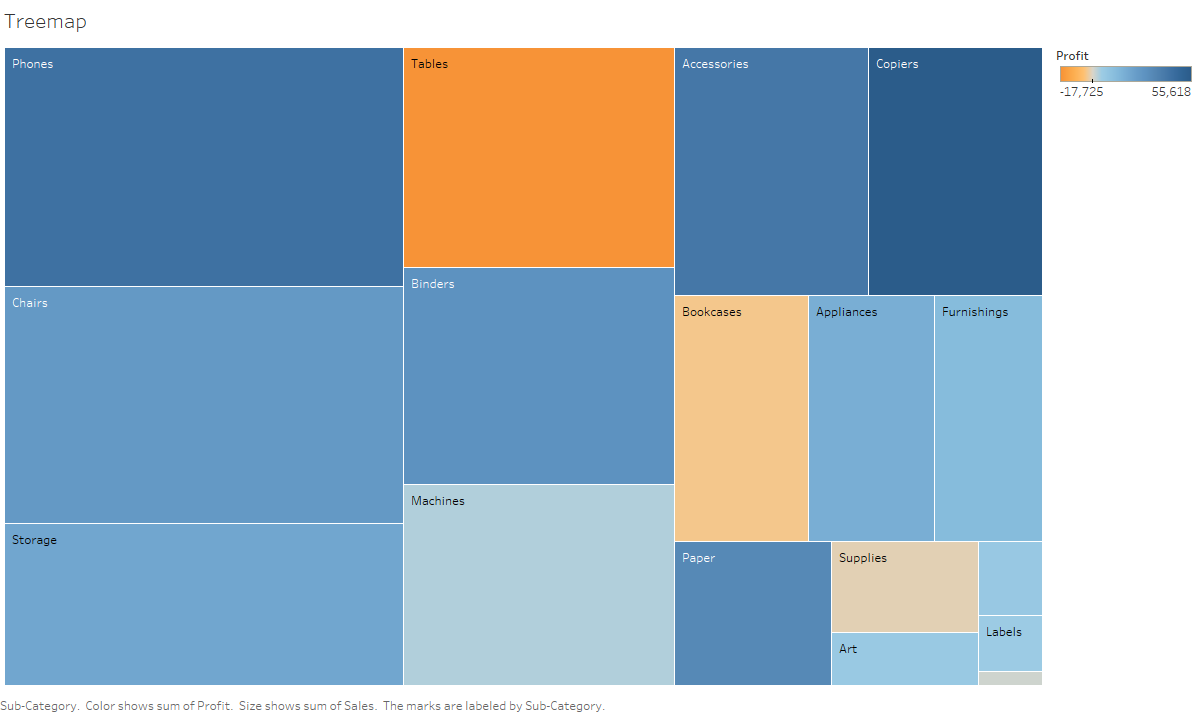 Treemap
Phones
Tables
Accessories
Copiers
Profit
-17,725
55,618
Binders
Chairs
Bookcases
Appliances
Furnishings
Machines
Storage
Paper
Supplies
Labels
Art
Sub-Category.  Color shows sum of Profit.  Size shows sum of Sales.  The marks are labeled by Sub-Category.